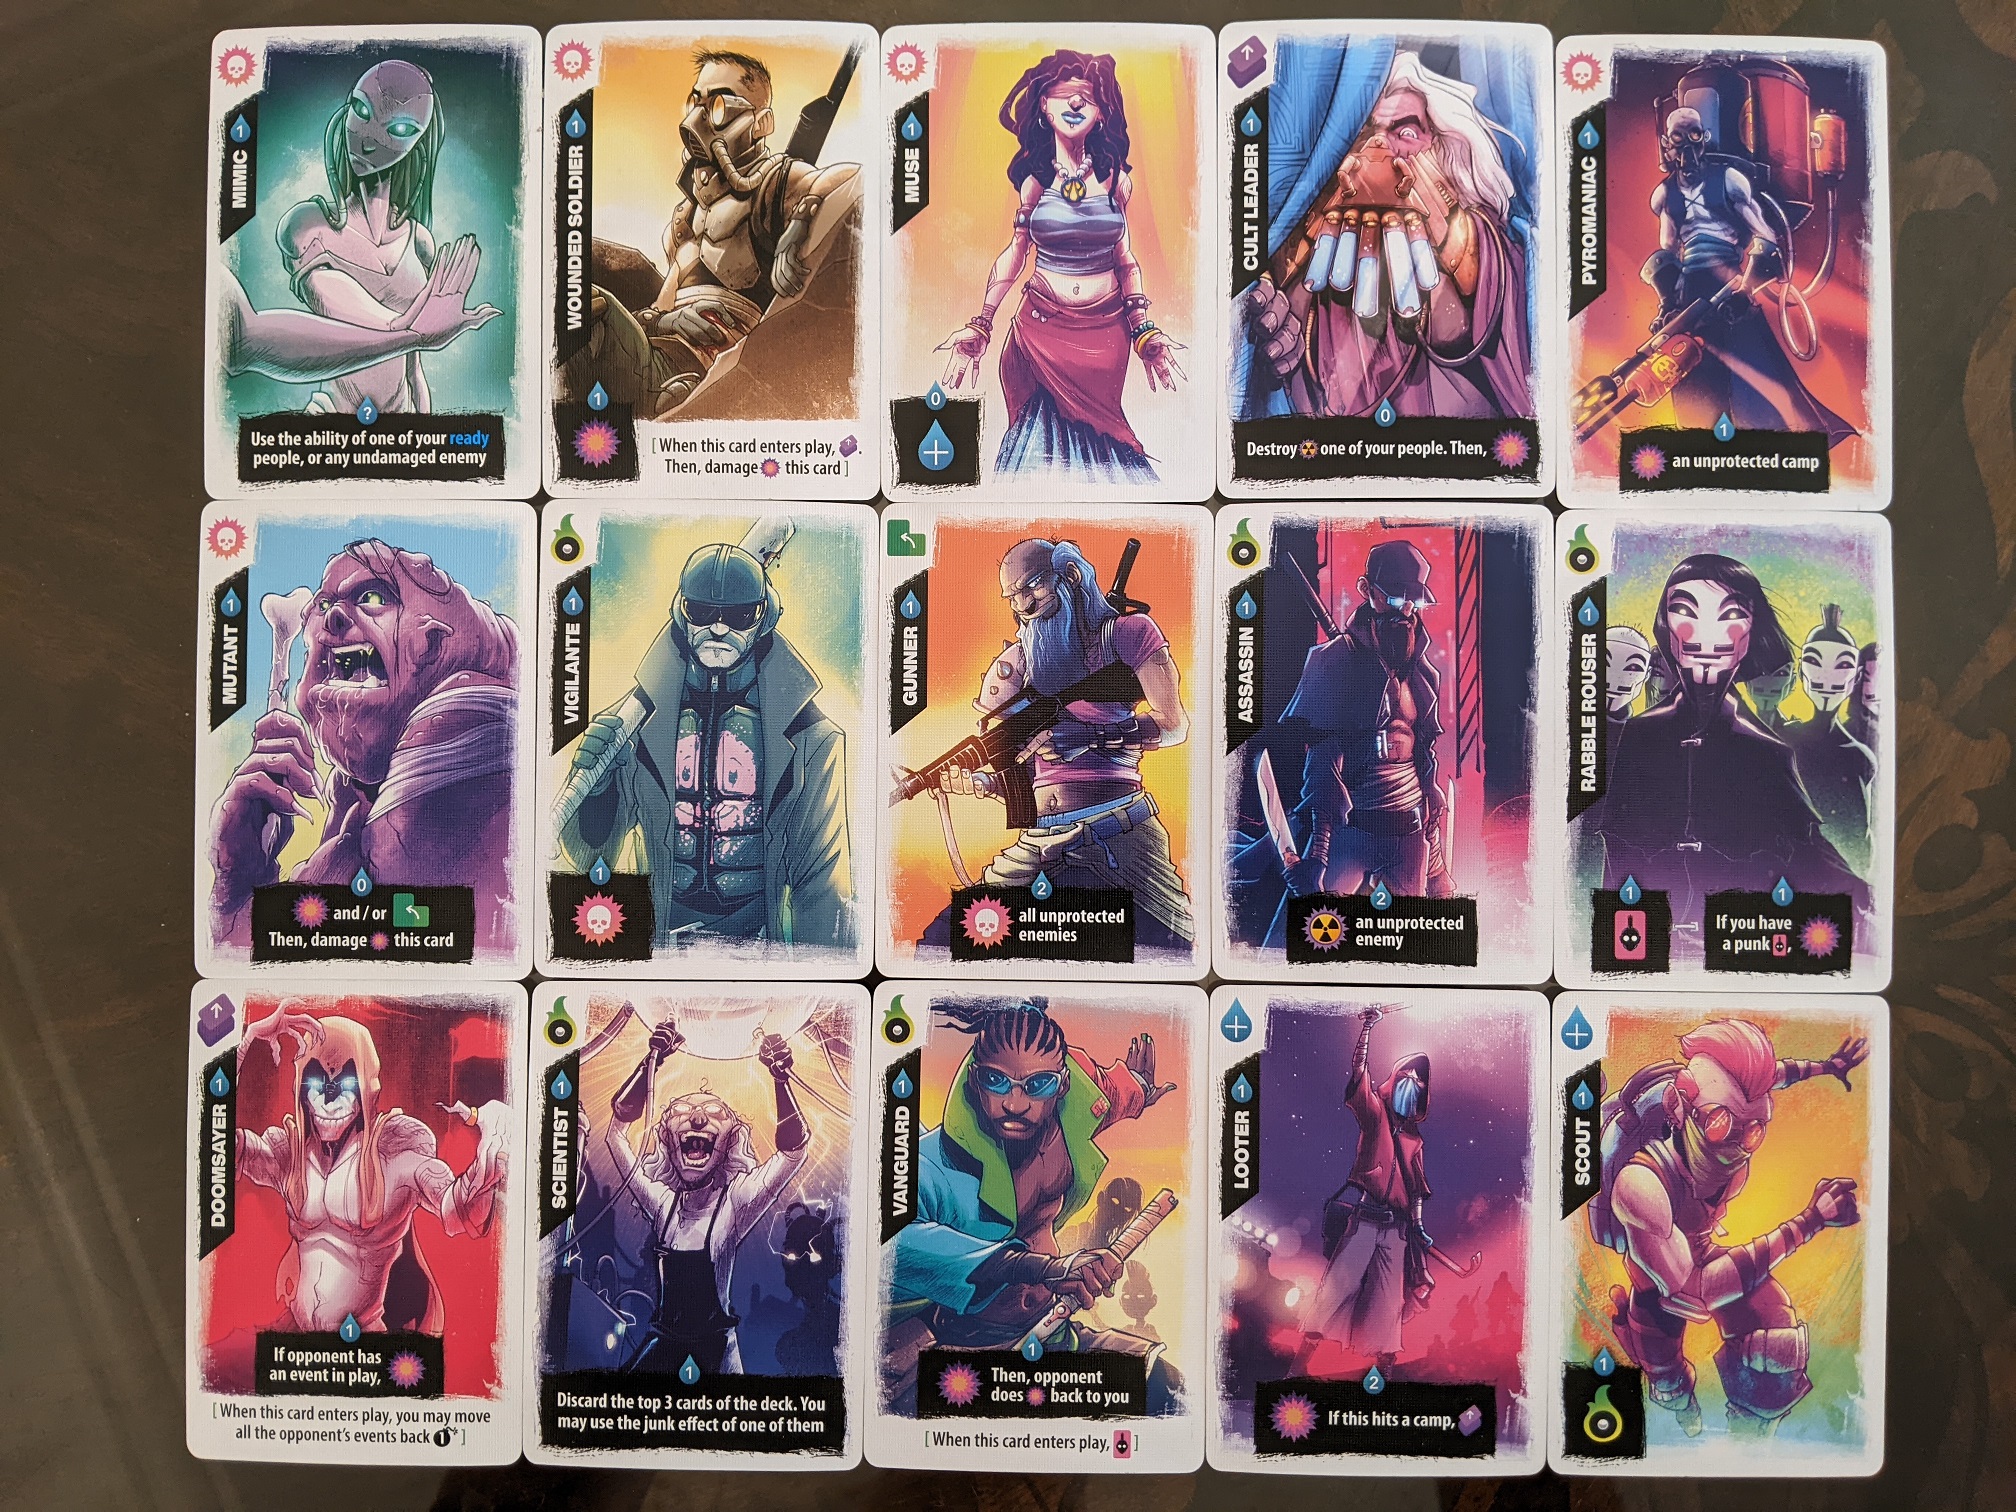 1
MIMIC
?
Use the ability of one of your ready
people, or any undamaged enemy
1
WOUNDED SOLDIER
1
[ When this card enters play, .
Then, damage this card ]
1
MUSE
0
1
CULT LEADER
0
Destroy one of your people. Then,
1
PYROMANIAC
1
an unprotected camp
1
MUTANT
0
and / or
Then, damage this card
1
VIGILANTE
1
1
GUNNER
2
all unprotected
enemies
1
ASSASSIN
2
an unprotected
enemy
1
RABBLE ROUSER
1
1
If you have
a punk ,
1
DOOMSAYER
1
If opponent has
an event in play,
[ When this card enters play, you may move
all the opponent's events back 1 ]
1
SCIENTIST
1
Discard the top 3 cards of the deck. You
may use the junk effect of one of them
1
VANGUARD
1
Then, opponent
does back to you
[ When this card enters play, ]
1
LOOTER
2
If this hits a camp,
1
SCOUT
1